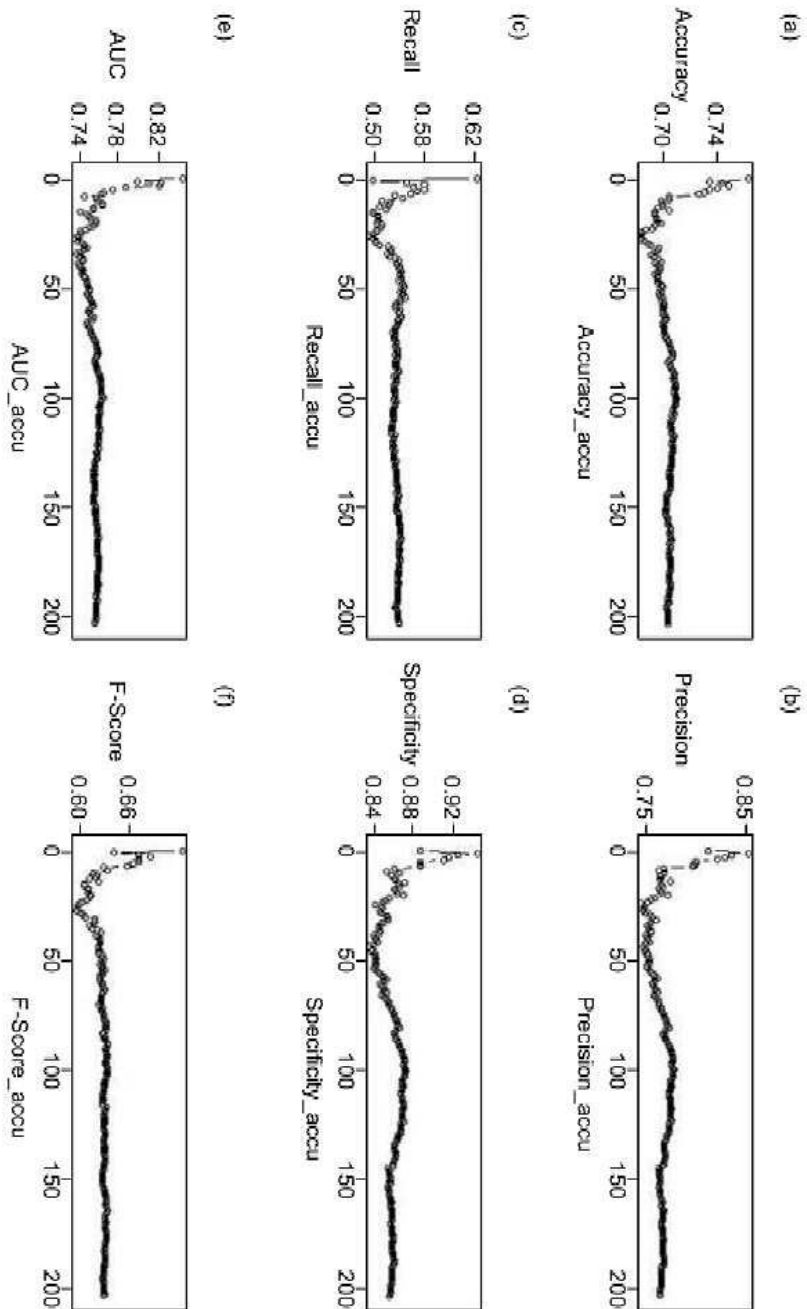 (a)
Accuracy
0.70 0.74
0 50 100 150 200
Accuracy_accu
(b)
Precision
0.75 0.85
0 50 100 150 200
Precision_accu
(c)
Recall
0.50 0.58 0.62
0 50 100 150 200
Recall_accu
(d)
Specificity
0.84 0.88 0.92
0 50 100 150 200
Specificity_accu
(e)
AUC
0.74 0.78 0.82
0 50 100 150 200
AUC_accu
(f)
F-Score
0.60 0.66
0 50 100 150 200
F-Score_accu